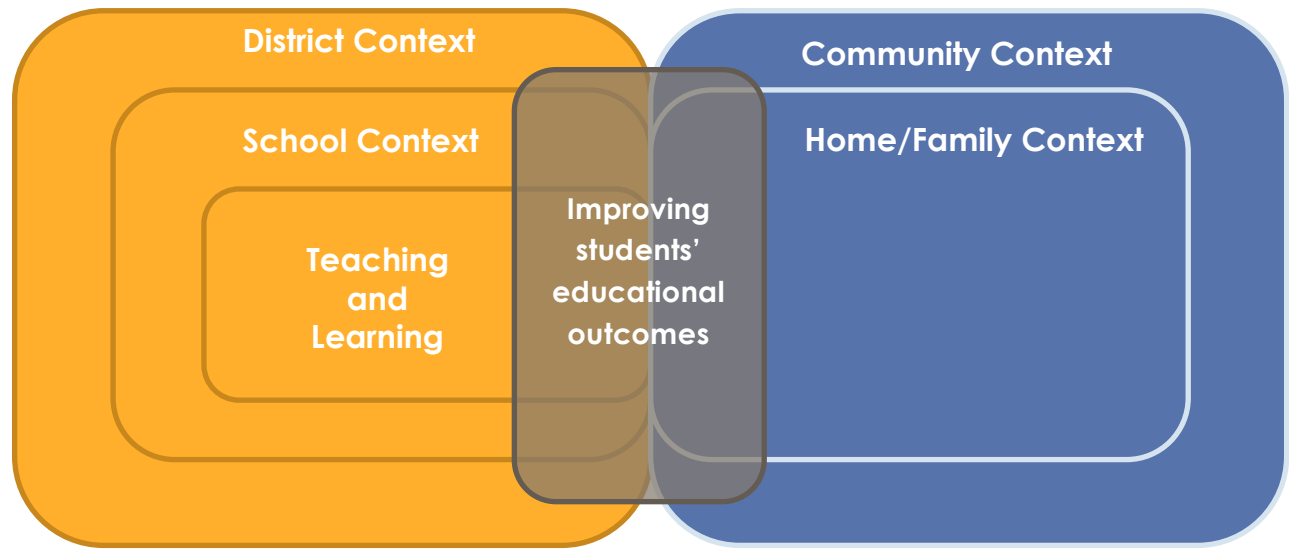 District Context
School Context
Teaching
and
Learning
Improving
students’
educational
outcomes
Community Context
Home/Family Context